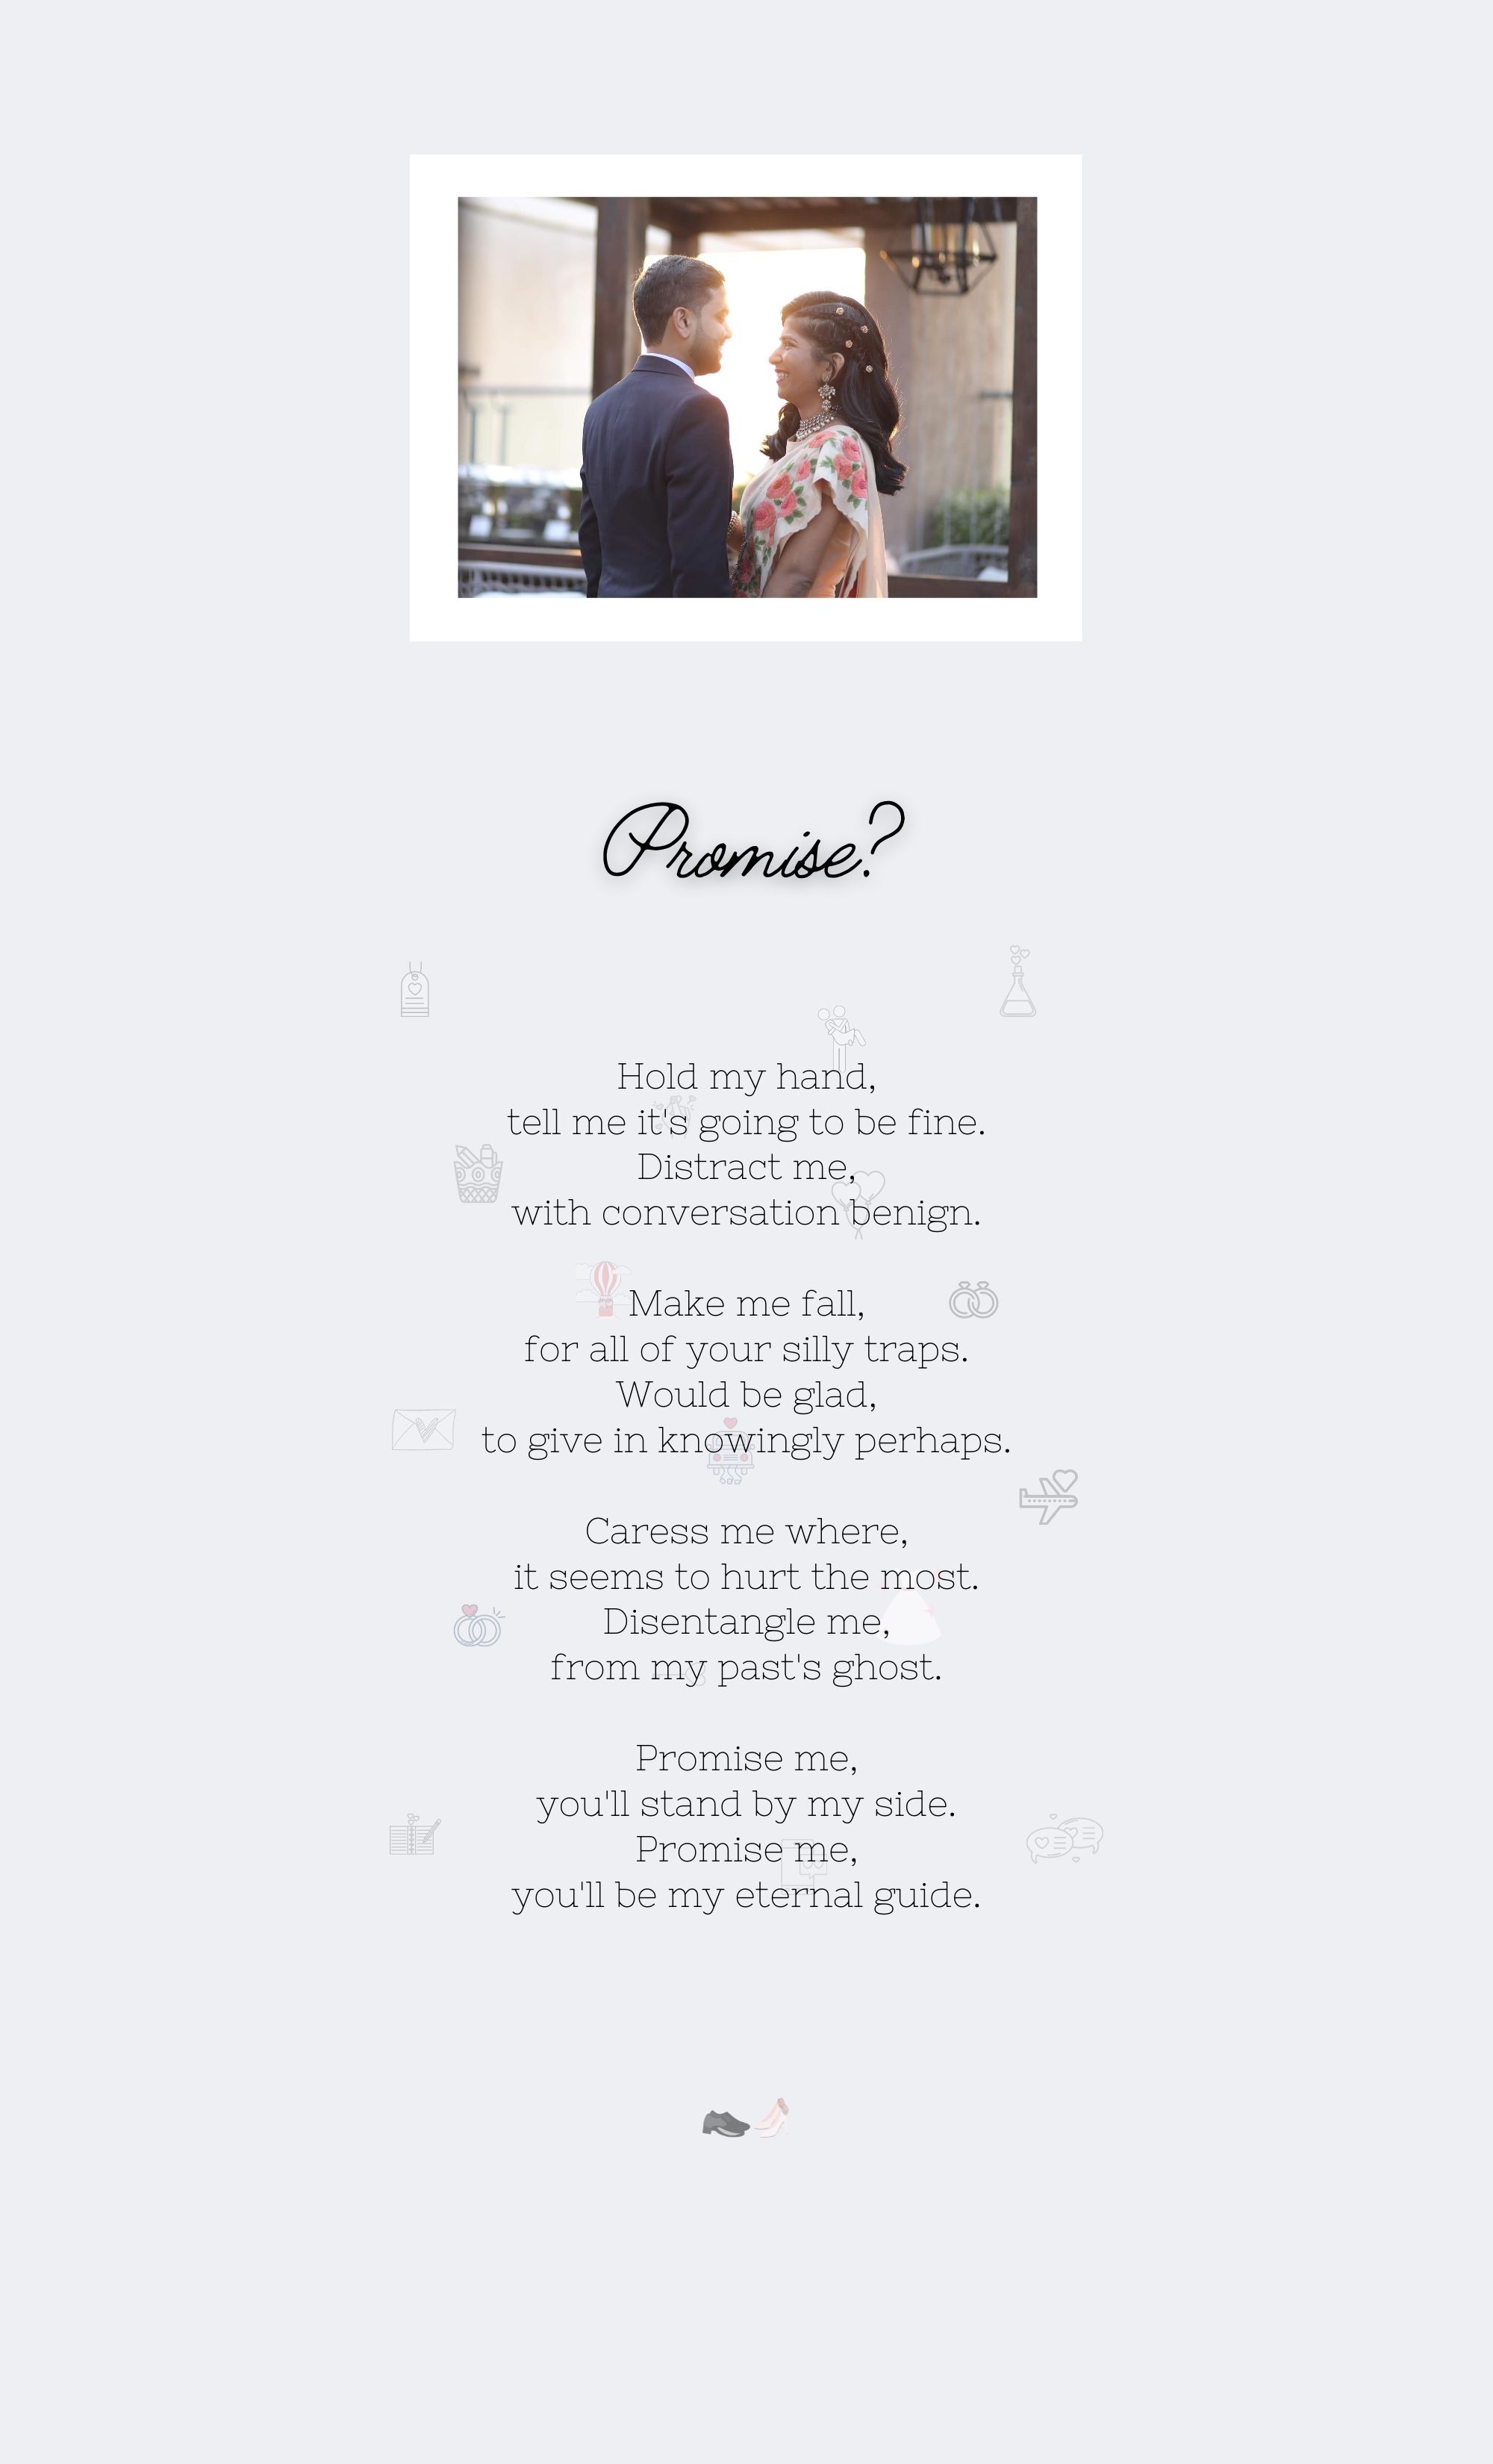 Promise?
Hold my hand,
tell me it's going to be fine.
Distract me,
with conversation benign.
Make me fall,
for all of your silly traps.
Would be glad,
to give in knowingly perhaps.
Caress me where,
it seems to hurt the most.
Disentangle me,
from my past's ghost.
Promise me,
you'll stand by my side.
Promise me,
you'll be my eternal guide.